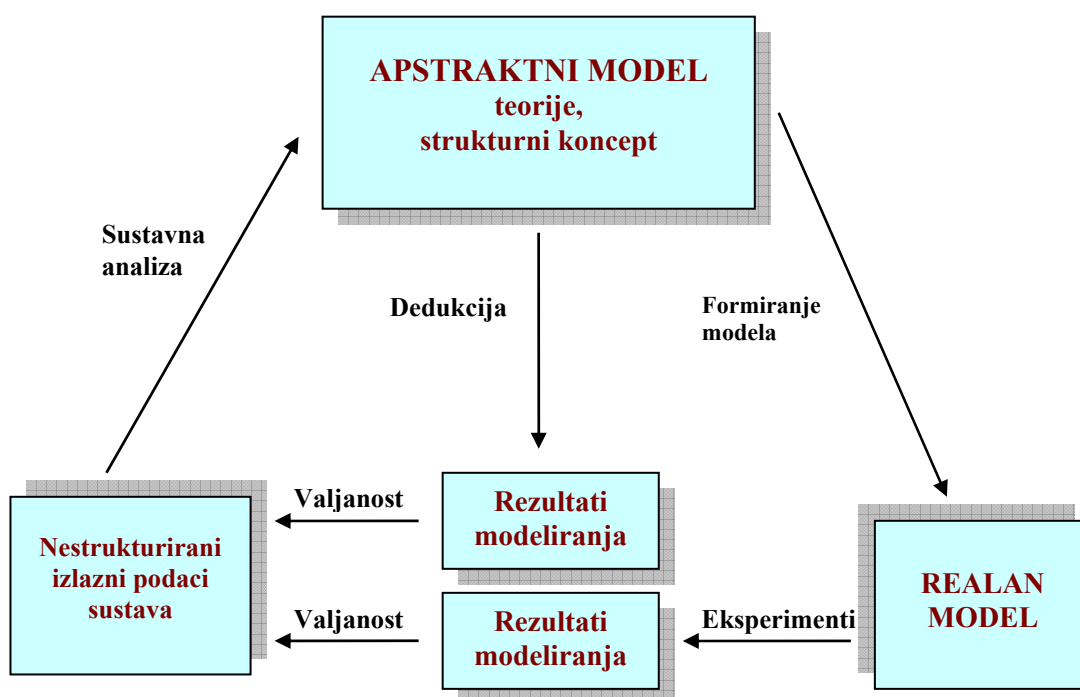 APSTRAKTNI MODEL
teorije,
strukturni koncept
Sustavna
analiza
Dedukcija
Formiranje
modela
Valjanost
Rezultati
modeliranja
Nestrukturirani
izlazni podaci
sustava
REALAN
MODEL
Valjanost
Rezultati
modeliranja
Eksperimenti